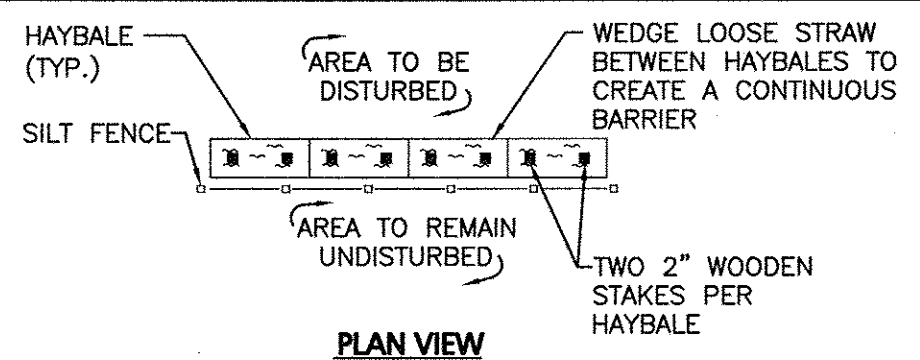 HAYBALE
(TYP.)
SILT FENCE
AREA TO BE
DISTURBED
WEDGE LOOSE STRAW
BETWEEN HAYBALES TO
CREATE A CONTINUOUS
BARRIER
AREA TO REMAIN
UNDISTURBED
TWO 2" WOODEN
STAKES PER
HAYBALE
PLAN VIEW